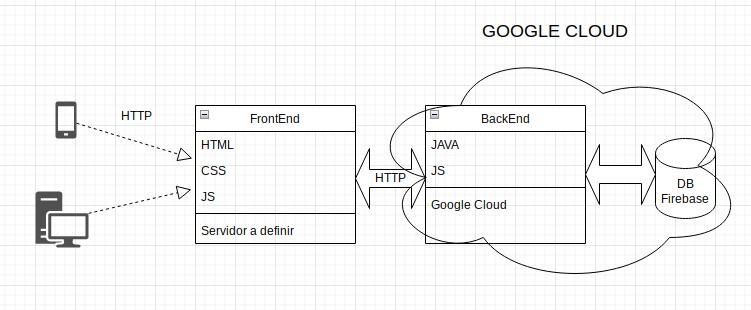 GOOGLE CLOUD
HTTP
FrontEnd
HTML
CSS
JS
Servidor a definir
HTTP
BackEnd
JAVA
JS
Google Cloud
DB
Firebase